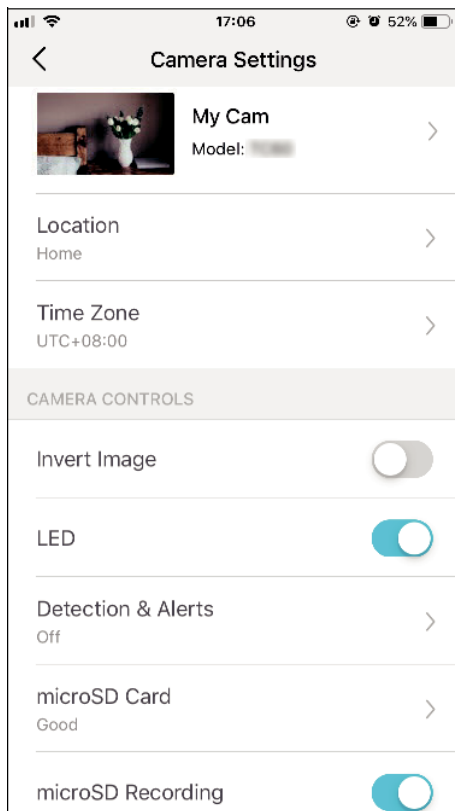 17:06
52%
Camera Settings
My Cam
Model:
Location
Home
Time Zone
UTC+08:00
CAMERA CONTROLS
Invert Image
LED
Detection & Alerts
Off
microSD Card
Good
microSD Recording